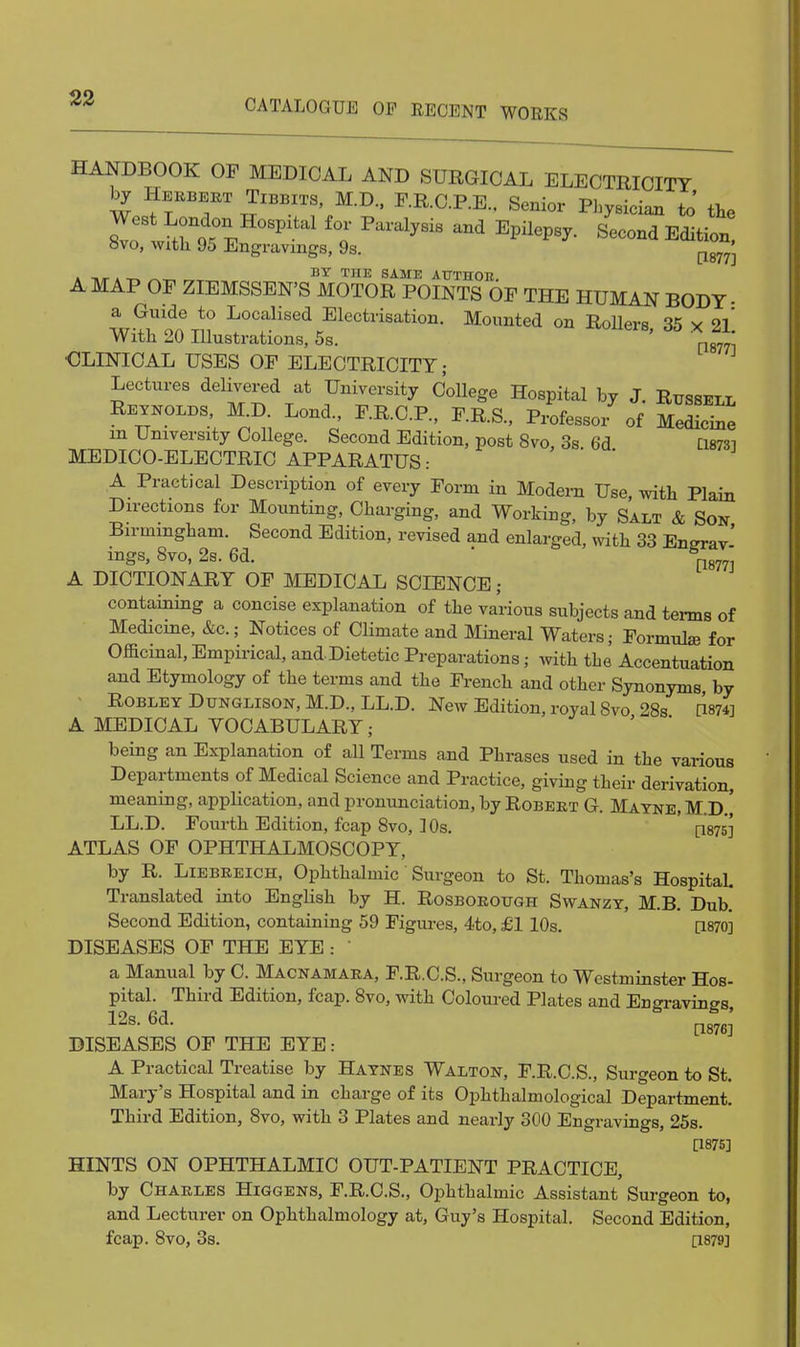 22
CATALOGUE OF RECENT WORKS
HANDBOOK OF MEDICAL AND SURGICAL ELECTRICITY
by Herbert Tibbits, M.D., F.R.C.P.E., Senior Physician to the
West London Hospital for Paralysis and Epilepsy. Second Edition,
8vo, with 95 Engravings, 9s. [1877]
BY THE SAME AUTHOR.
A MAP OF ZIEMSSEN'S MOTOR POINTS OF THE HUMAN BODY:
a Guide to Localised Electrisation. Mounted on Rollers, 35 × 21.
With 20 Illustrations, 5s. [1877]
CLINICAL USES OF ELECTRICITY;
Lectures delivered at University College Hospital by J. Russell
Reynolds, M.D. Lond., F.R.C.P., F.R.S., Professor of Medicine
in University College. Second Edition, post 8vo, 3s. 6d. [1873]
MEDICO-ELECTRIC APPARATUS:
A Practical Description of every Form in Modern Use, with Plain
Directions for Mounting, Charging, and Working, by Salt & Son,
Birmingham. Second Edition, revised and enlarged, with 33 Engrav-
ings, 8vo, 2s. 6d. [1877]
A DICTIONARY OF MEDICAL SCIENCE;
containing a concise explanation of the various subjects and terms of
Medicine, &c.; Notices of Climate and Mineral Waters; Formulæ for
Officinal, Empirical, and Dietetic Preparations; with the Accentuation
and Etymology of the terms and the French and other Synonyms, by
Robley Dunglison, M.D., LL.D. New Edition, royal 8vo, 28s. [1874]
A MEDICAL VOCABULARY;
being an Explanation of all Terms and Phrases used in the various
Departments of Medical Science and Practice, giving their derivation,
meaning, application, and pronunciation, by Robert G. Mayne, M.D.,
LL.D. Fourth Edition, fcap 8vo, 10s. [1875]
ATLAS OF OPHTHALMOSCOPY,
by R. Liebreich, Ophthalmic Surgeon to St. Thomas's Hospital.
Translated into English by H. Rosborough Swanzy, M.B. Dub.
Second Edition, containing 59 Figures, 4to, £1 10s. [1870]
DISEASES OF THE EYE:
a Manual by C. Macnamara, F.R.C.S., Surgeon to Westminster Hos-
pital. Third Edition, fcap. 8vo, with Coloured Plates and Engravings,
12s. 6d. [1876]
DISEASES OF THE EYE:
A Practical Treatise by Haynes Walton, F.R.C.S., Surgeon to St.
Mary's Hospital and in charge of its Ophthalmological Department.
Third Edition, 8vo, with 3 Plates and nearly 300 Engravings, 25s.
[1875]
HINTS ON OPHTHALMIC OUT-PATIENT PRACTICE,
by Charles Higgens, F.R.C.S., Ophthalmic Assistant Surgeon to,
and Lecturer on Ophthalmology at, Guy's Hospital. Second Edition,
fcap. 8vo, 3s. [1879]